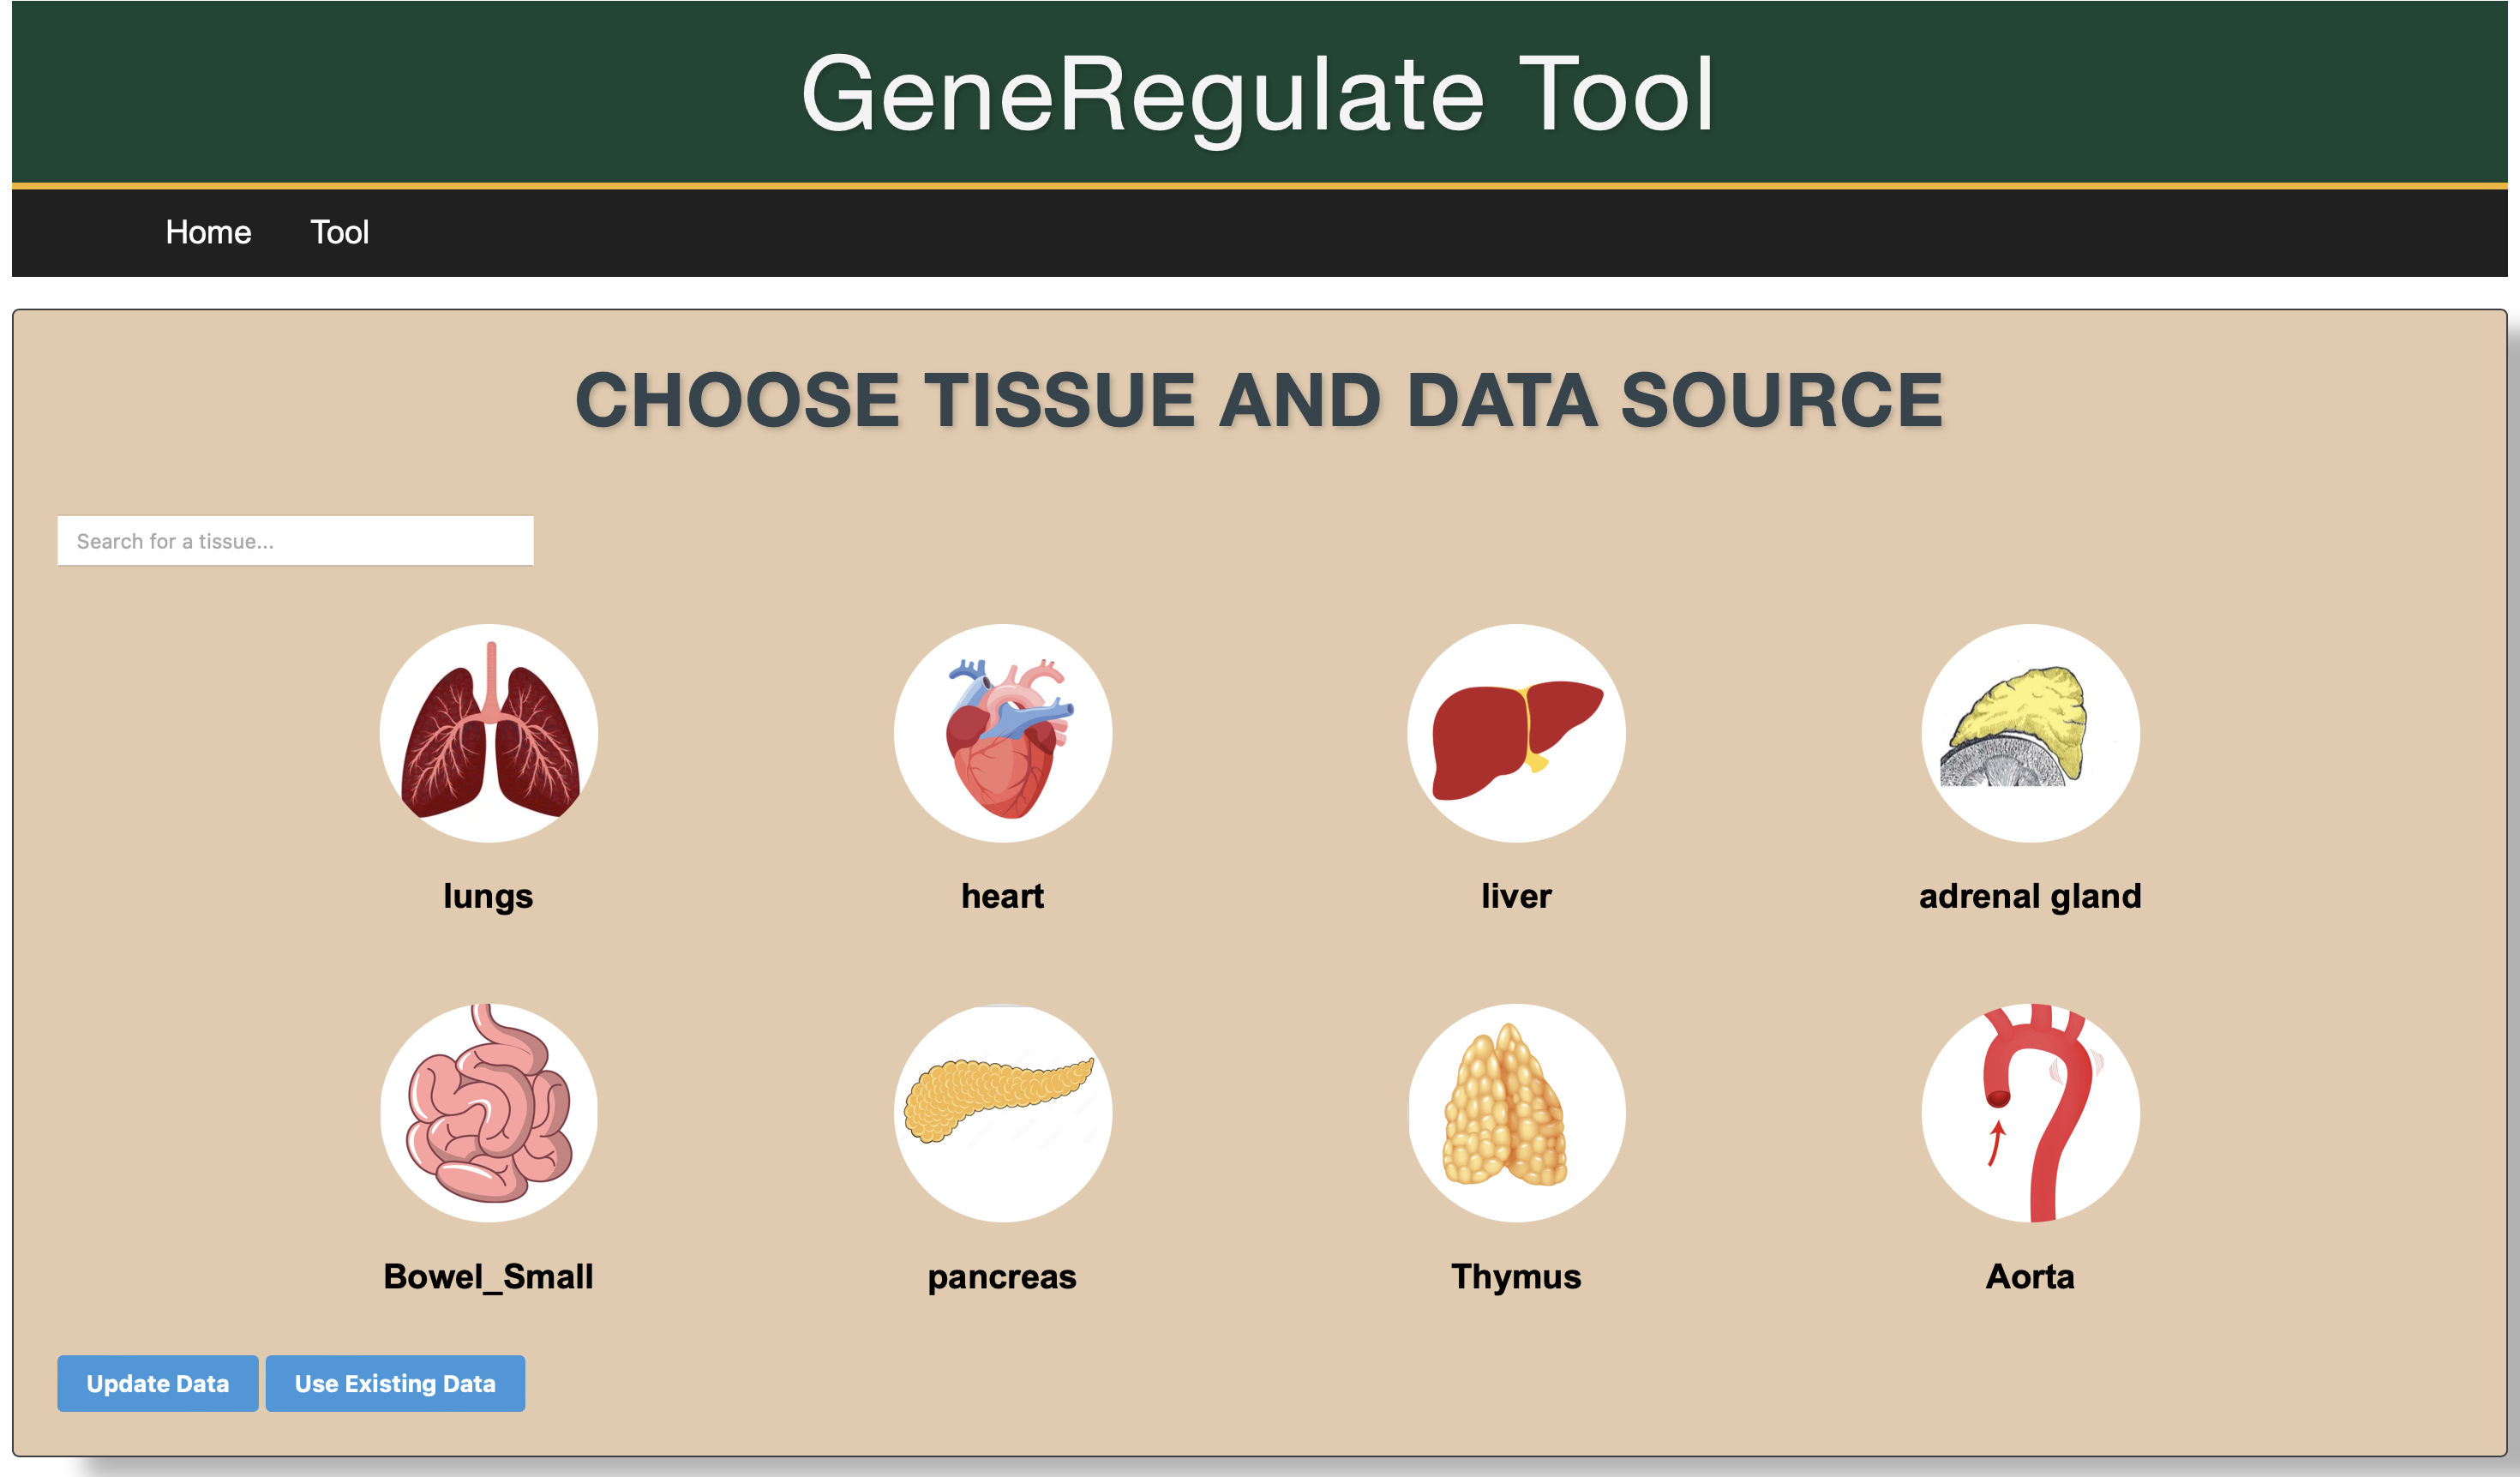 GeneRegulate Tool
Home Tool
CHOOSE TISSUE AND DATA SOURCE
Search for a tissue...
lungs heart liver adrenal gland
Bowel_Small pancreas Thymus Aorta
Update Data Use Existing Data